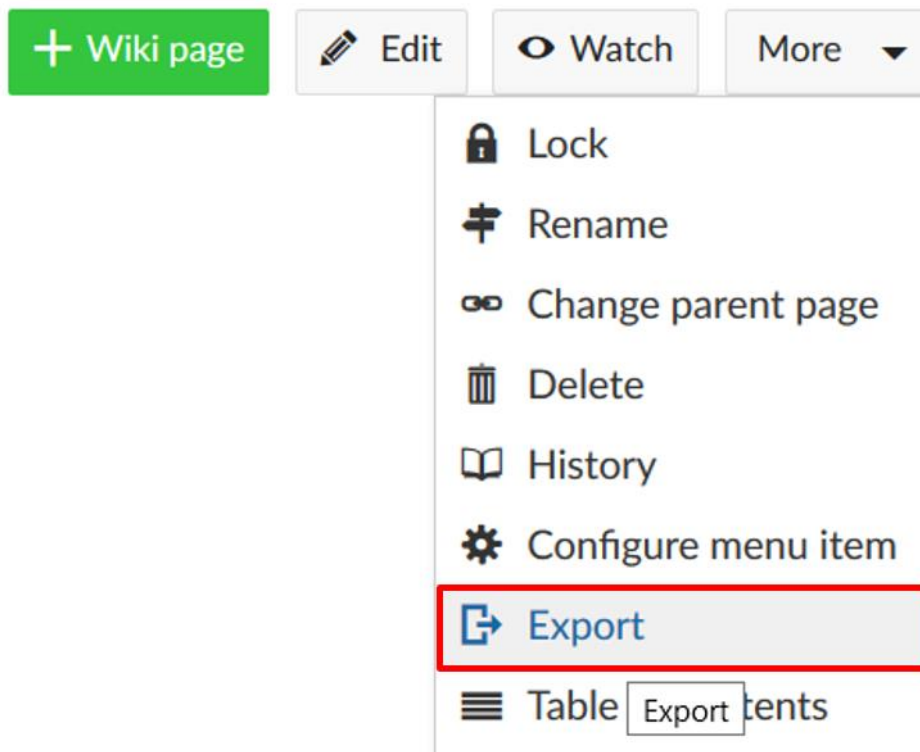 + Wiki page Edit Watch More
Lock
Rename
Change parent page
Delete
History
Configure menu item
Export
Table tents
Export